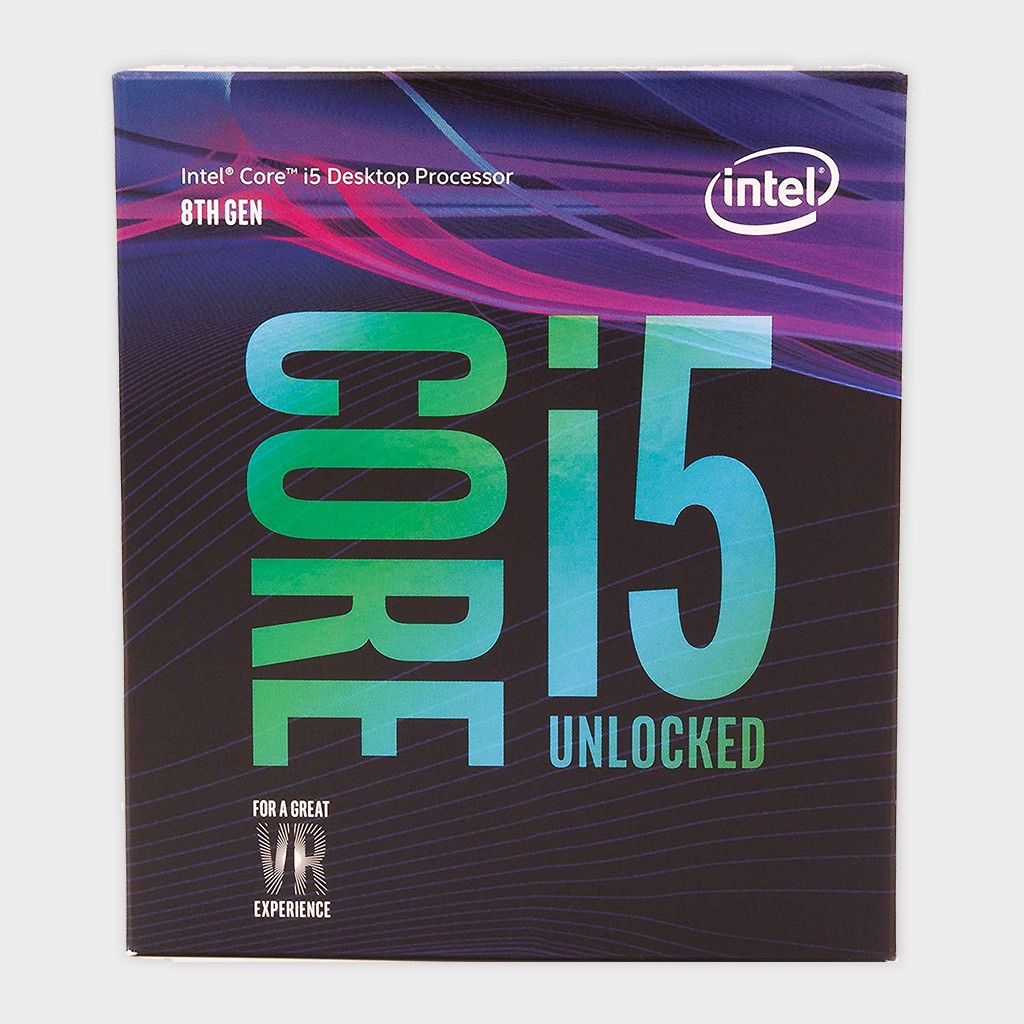 Intel® Core™ i5 Desktop Processor
8TH GEN
intel®
CORE
i5
UNLOCKED
FOR A GREAT
VR
EXPERIENCE